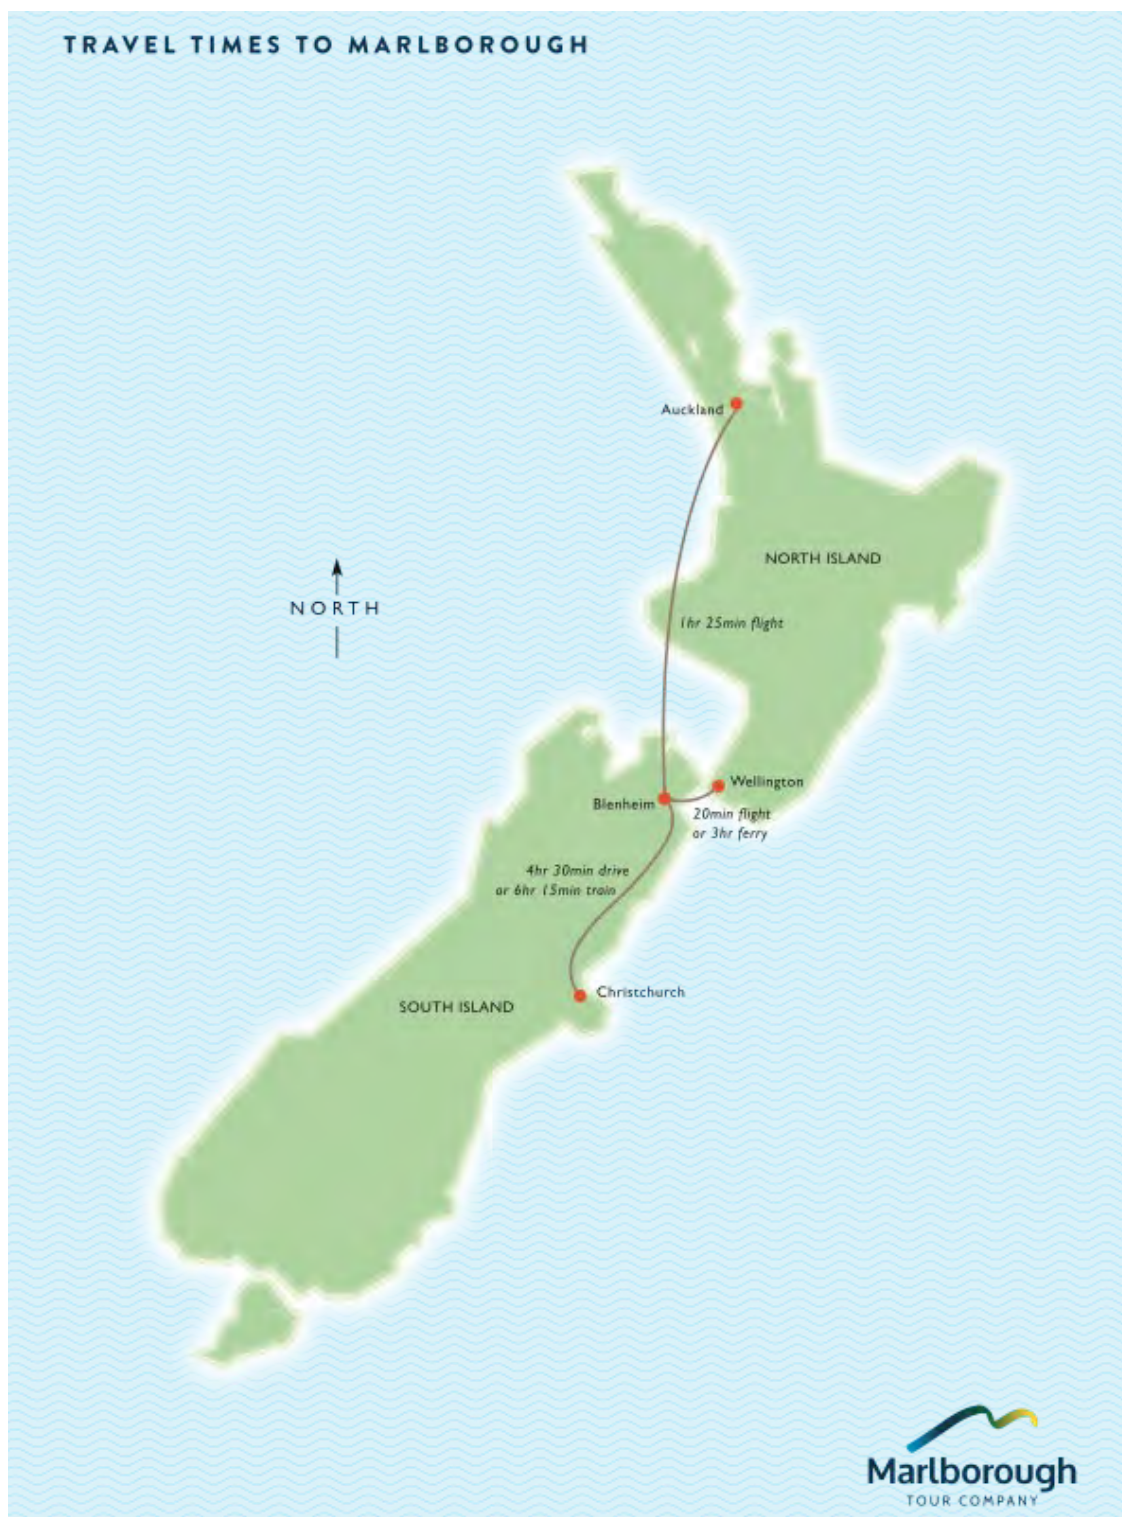 TRAVEL TIMES TO MARLBOROUGH
Auckland
NORTH ISLAND
NORTH
1hr 25min flight
Wellington
Blenheim
20min flight
or 3hr ferry
4hr 30min drive
or 6hr 15min train
Christchurch
SOUTH ISLAND
Marlborough
TOUR COMPANY